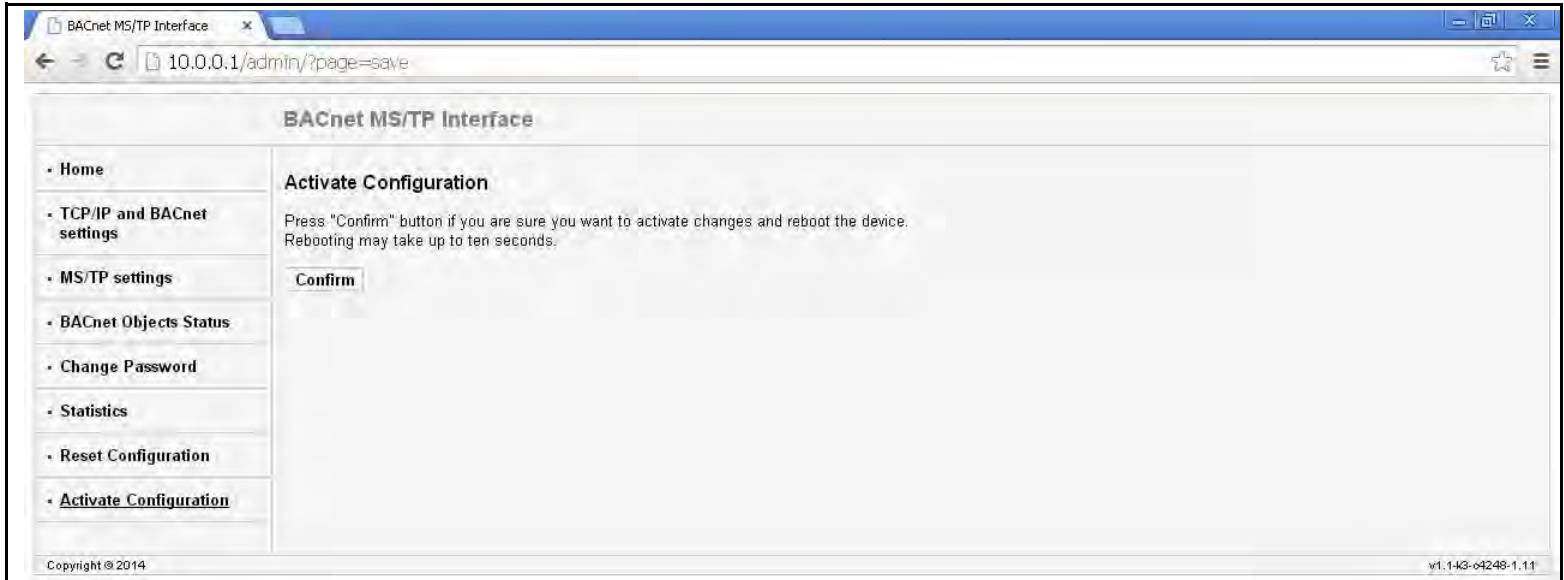 BACnet MS/TP Interface
10.0.0.1/admin/?page=save
BACnet MS/TP Interface
Home
TCP/IP and BACnet
settings
MS/TP settings
BACnet Objects Status
Change Password
Statistics
Reset Configuration
Activate Configuration
Activate Configuration
Press "Confirm" button if you are sure you want to activate changes and reboot the device.
Rebooting may take up to ten seconds.
Confirm
Copyright © 2014
v1.1-k3-o4248-1.11